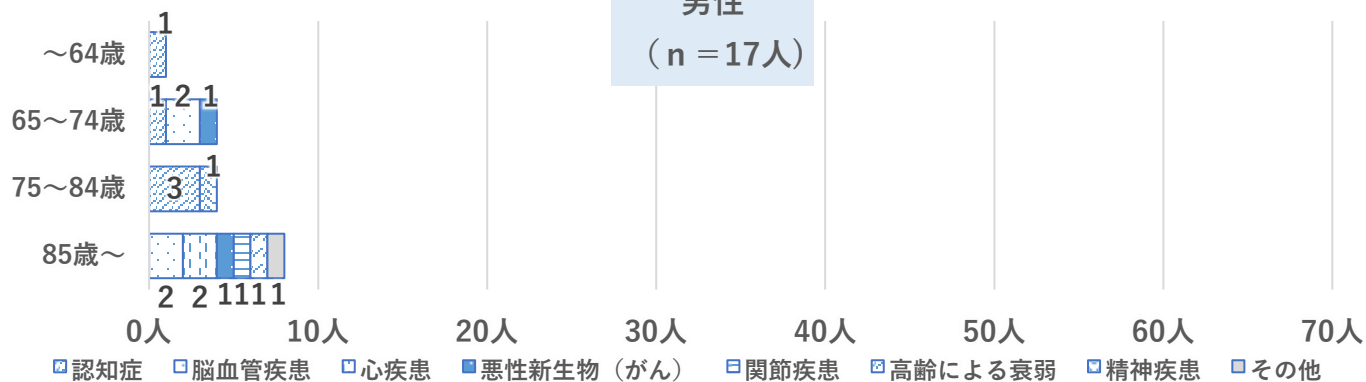 男性
（ｎ＝17人）
1
～64歳
1 2 1
65～74歳
1
75～84歳
3
85歳～
2 2 1 1 1 1
0人 10人 20人 30人 40人 50人 60人 70人
認知症 脳血管疾患 心疾患 悪性新生物（がん） 関節疾患 高齢による衰弱 精神疾患 その他